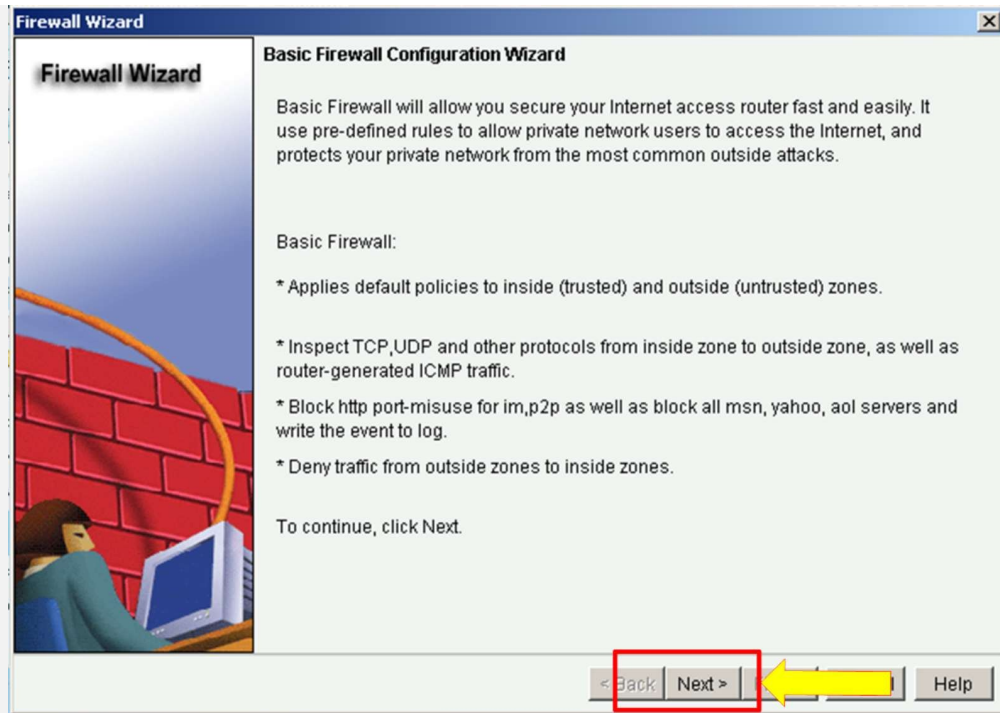 Firewall Wizard
Firewall Wizard
Basic Firewall Configuration Wizard
Basic Firewall will allow you secure your Internet access router fast and easily. It
use pre-defined rules to allow private network users to access the Internet, and
protects your private network from the most common outside attacks.
Basic Firewall:
* Applies default policies to inside (trusted) and outside (untrusted) zones.
* Inspect TCP,UDP and other protocols from inside zone to outside zone, as well as
router-generated ICMP traffic.
* Block http port-misuse for im,p2p as well as block all msn, yahoo, aol servers and
write the event to log.
* Deny traffic from outside zones to inside zones.
To continue, click Next.
< Back Next > Help